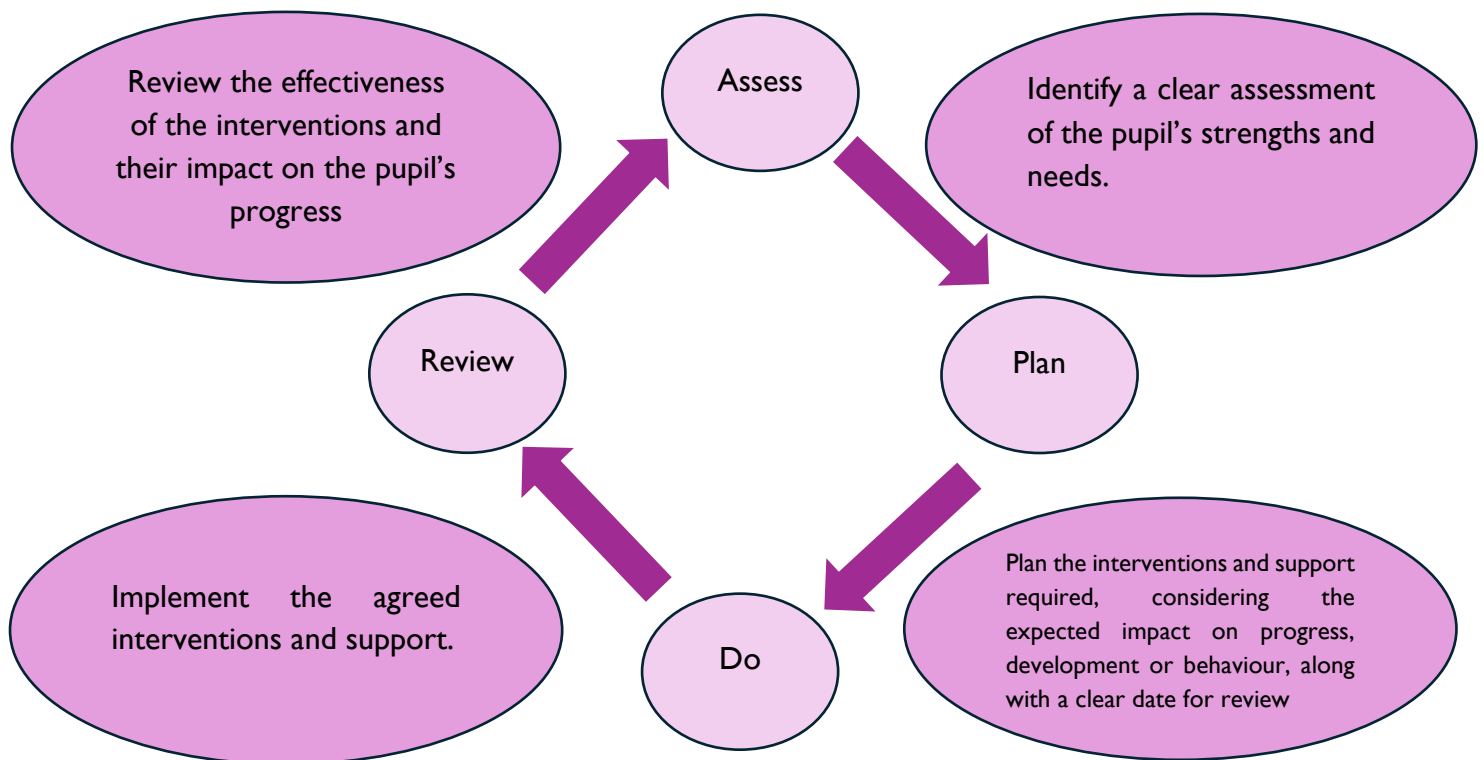 Assess
Identify a clear assessment
of the pupil's strengths and
needs.
Plan
Plan the interventions and support
required, considering the
expected impact on progress,
development or behaviour, along
with a clear date for review
Do
Implement the agreed
interventions and support.
Review
Review the effectiveness
of the interventions and
their impact on the pupil's
progress